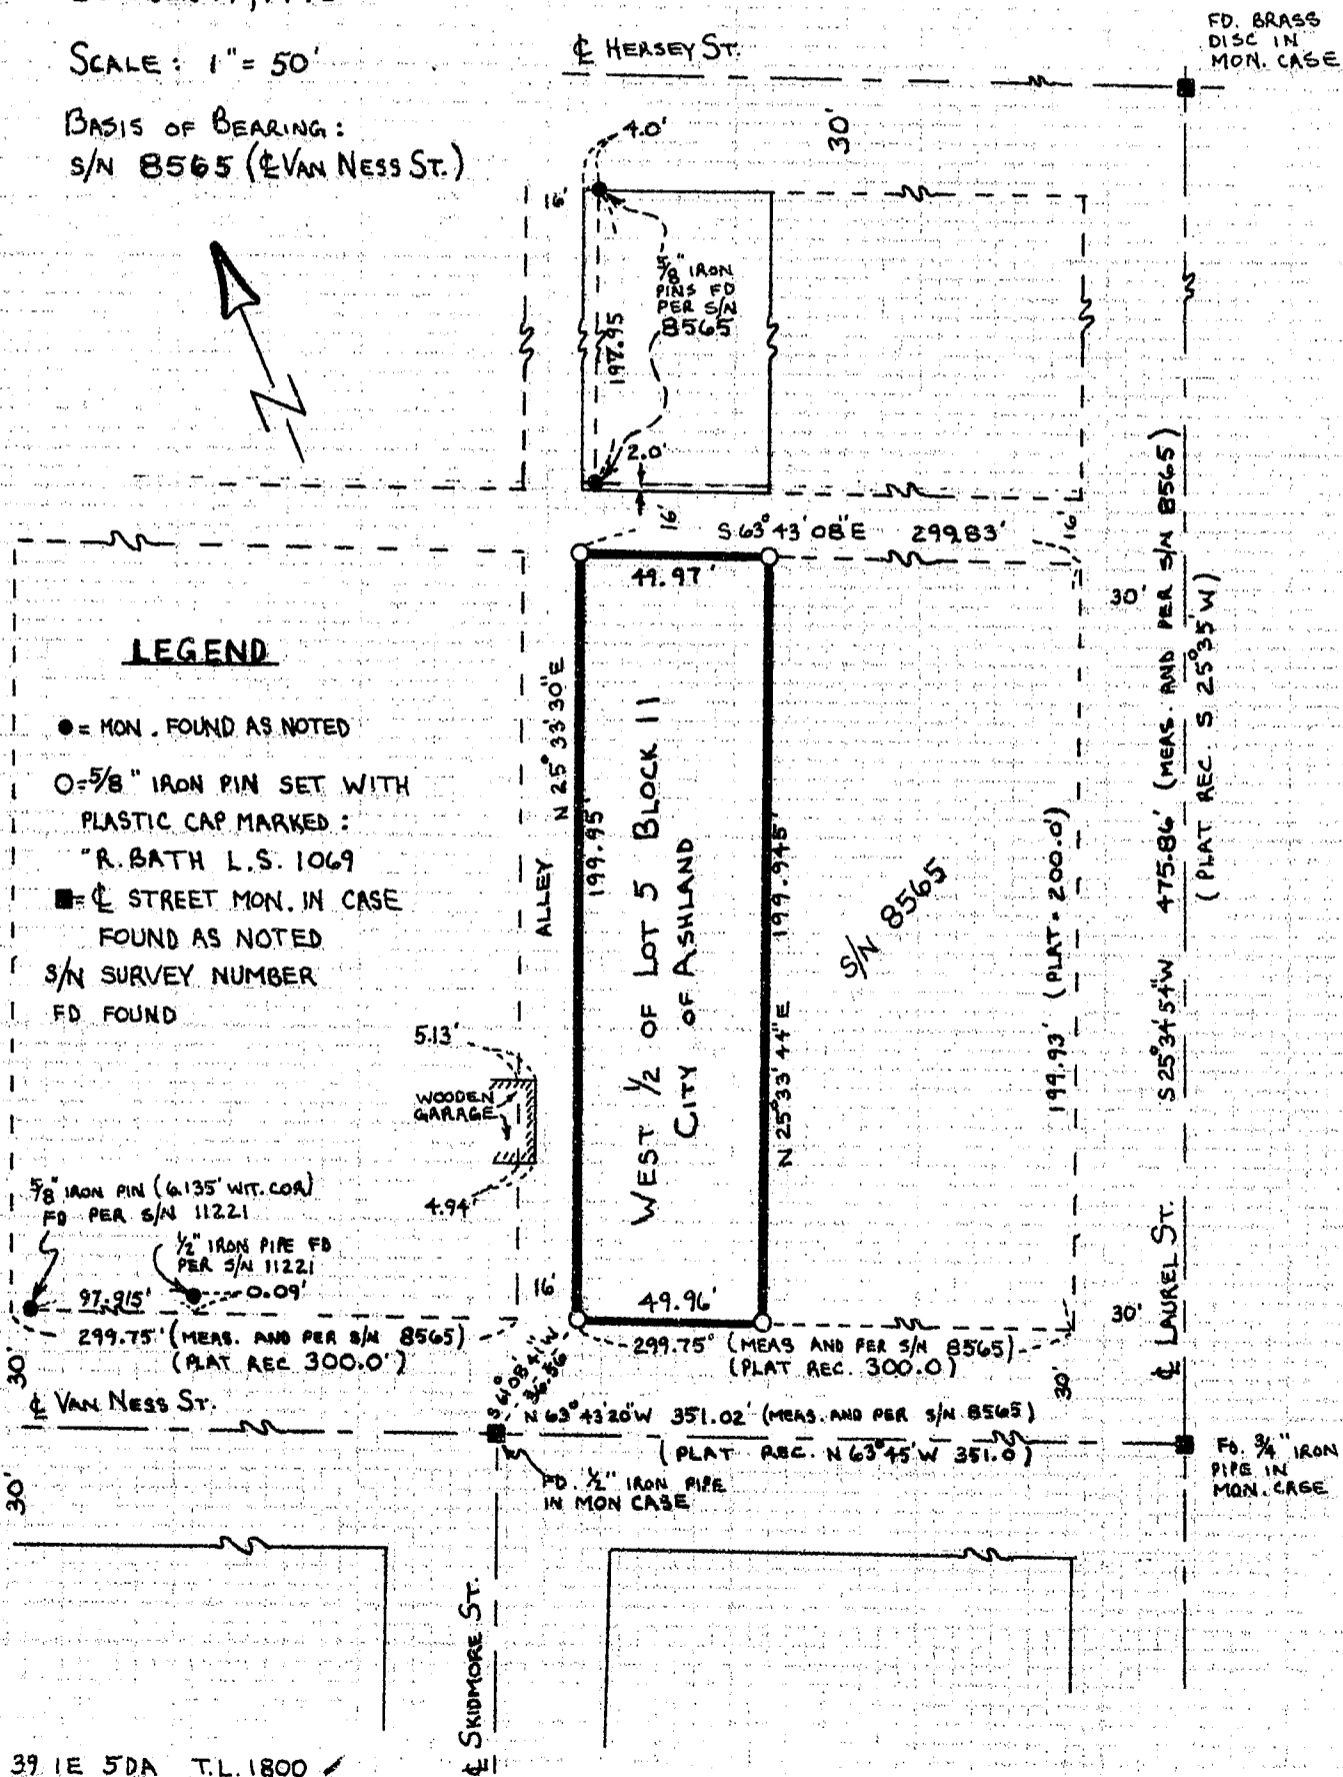 SCALE: 1"= 50'
BASIS OF BEARING:
S/N 8565 (℄ VAN NESS ST.)
℄ HERSEY ST.
FD. BRASS
DISC IN
MON. CASE
30'
4.0'
16'
5/8" IRON
PINS FD
PER S/N
8565
197.95
2.0'
16'
S 63° 43' 08" E 299.83'
16'
49.97'
30'
475.86' (MEAS. AND PER S/N 8565)
(PLAT REC. S 25°35' W)
S 25°34'54"W
LEGEND
● = MON. FOUND AS NOTED
O=5/8" IRON PIN SET WITH
PLASTIC CAP MARKED:
"R. BATH L.S. 1069
■=℄ STREET MON. IN CASE
FOUND AS NOTED
S/N SURVEY NUMBER
FD FOUND
ALLEY
N 25° 33' 30" E
199.95'
WEST 1/2 OF LOT 5 BLOCK 11
CITY OF ASHLAND
N 25° 33' 44" E 199.945'
S/N 8565
199.93' (PLAT = 200.0')
5.13'
WOODEN
GARAGE
4.94'
5/8" IRON PIN (6.135' WIT. COR)
FD PER S/N 11221
1/2" IRON PIPE FD
PER S/N 11221
97.915'
0.09'
16'
49.96'
30'
℄ LAUREL ST.
299.75' (MEAS. AND PER S/N 8565)
(PLAT REC 300.0')
299.75' (MEAS AND PER S/N 8565)
(PLAT REC. 300.0)
30'
30'
℄ VAN NESS ST.
S 61° 08' 41" W
36.56
N 63° 43' 20" W 351.02' (MEAS. AND PER S/N 8565)
(PLAT REC. N 63°45' W 351.0)
FD. 1/2" IRON PIPE
IN MON CASE
FD. 3/4" IRON
PIPE IN
MON. CASE
30'
℄ SKIDMORE ST.
39 1E 5DA T.L. 1800